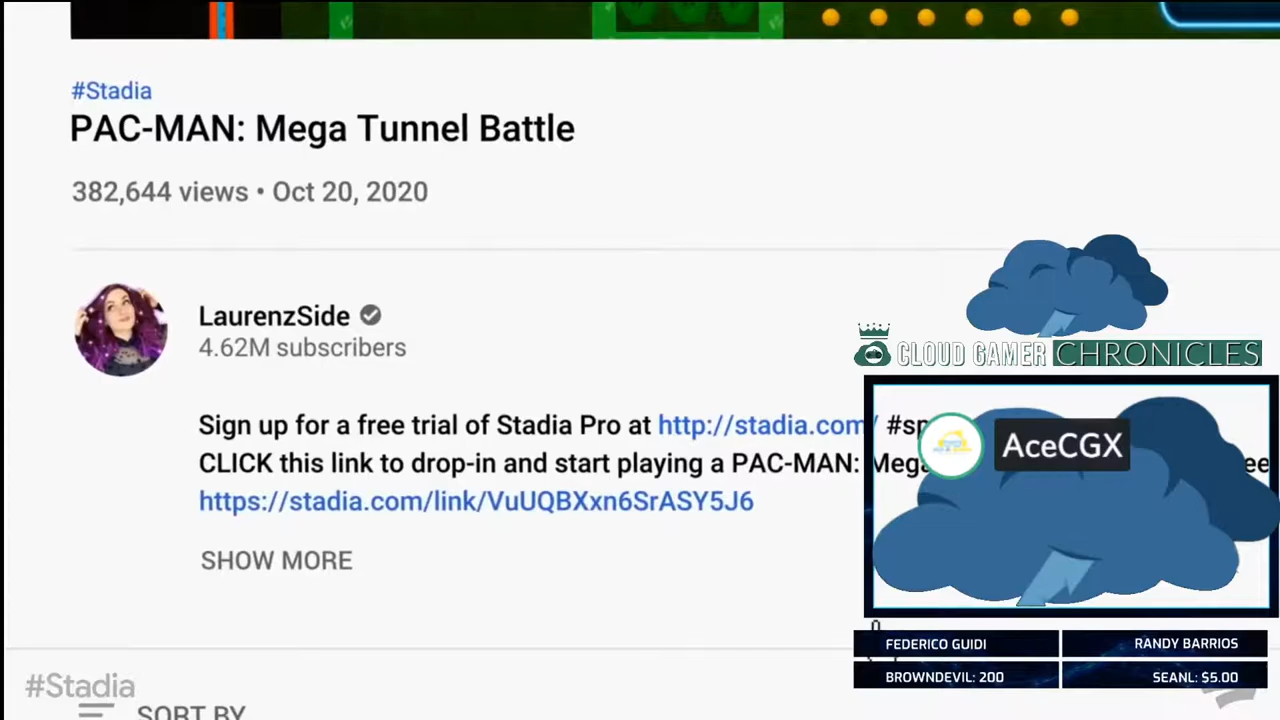 #Stadia
PAC-MAN: Mega Tunnel Battle
382,644 views • Oct 20, 2020
LaurenzSide
4.62M subscribers
CLOUD GAMER CHRONICLES
Sign up for a free trial of Stadia Pro at http://stadia.com/
CLICK this link to drop-in and start playing a PAC-MAN: Mega
https://stadia.com/link/VuUQBXxn6SrASY5J6
AceCGX
SHOW MORE
FEDERICO GUIDI
RANDY BARRIOS
BROWNDEVIL: 200
SEANL: $5.00
#Stadia
SORT BY